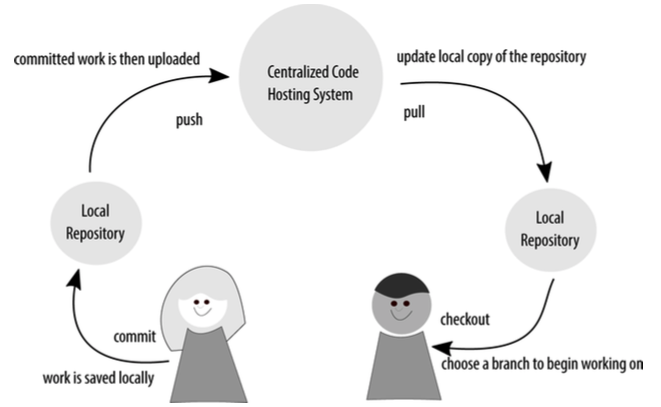 committed work is then uploaded
push
Centralized Code
Hosting System
update local copy of the repository
pull
Local
Repository
Local
Repository
commit
work is saved locally
checkout
choose a branch to begin working on